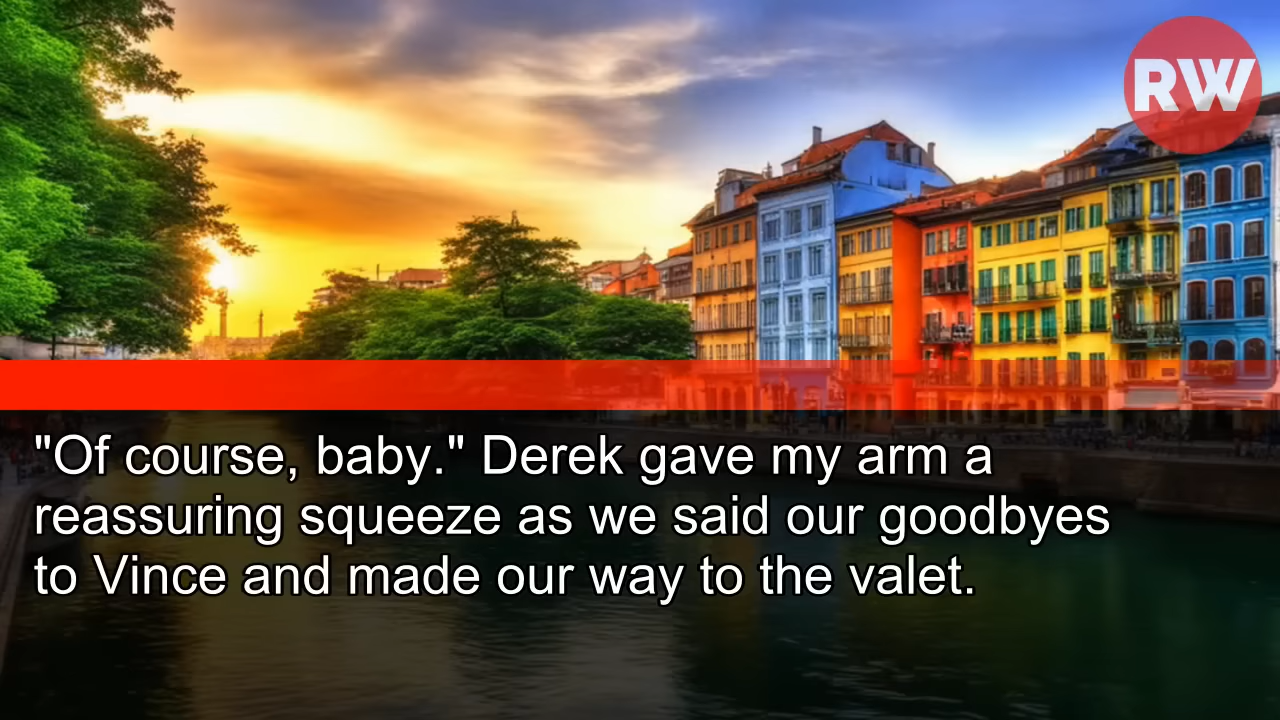 RW
"Of course, baby." Derek gave my arm a
reassuring squeeze as we said our goodbyes
to Vince and made our way to the valet.